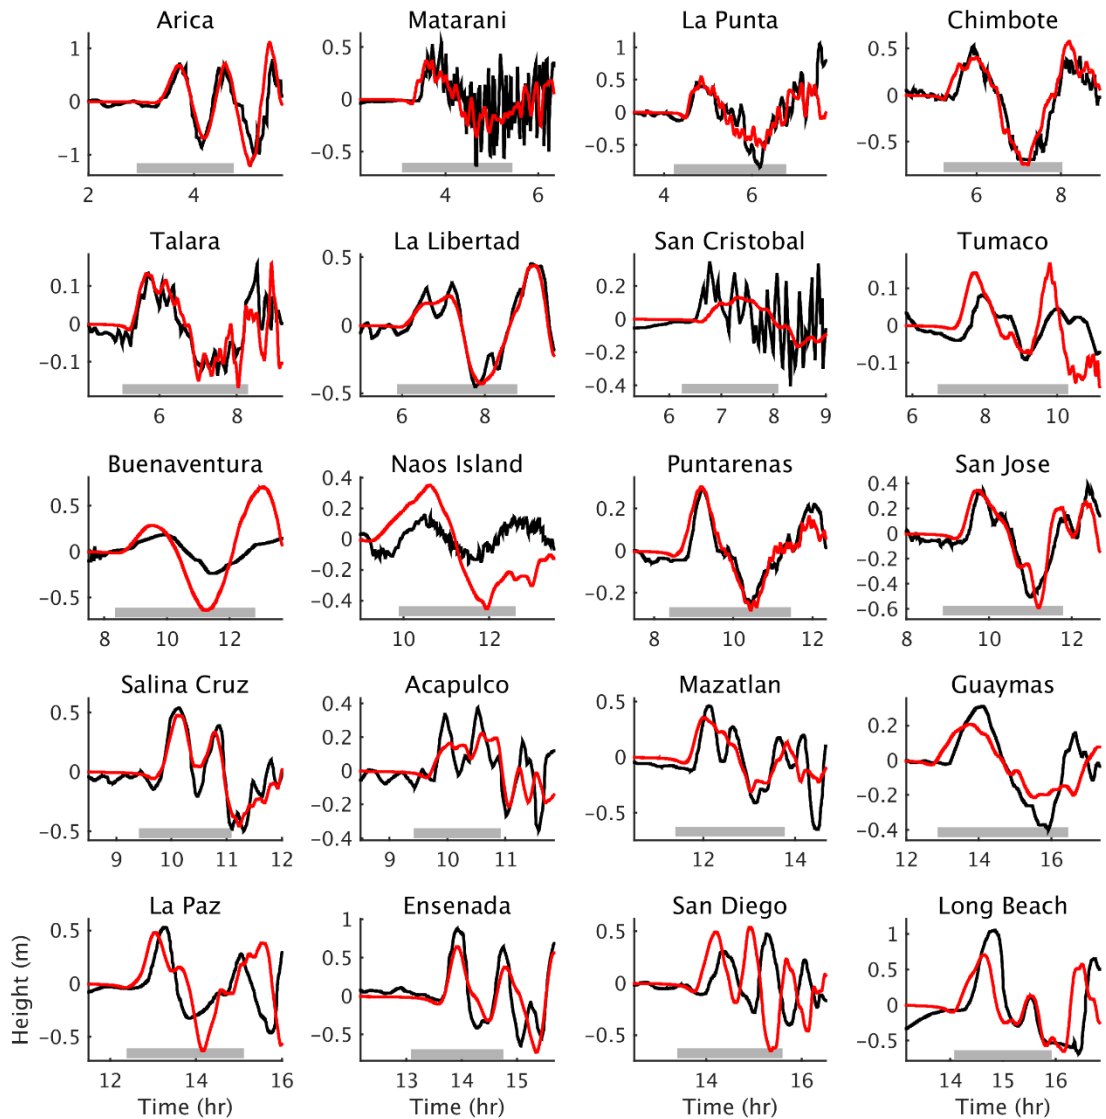 Arica Matarani La Punta Chimbote
1 0.5 1 0.5
0 0 0.5 0
-1 -0.5 0 -0.5
-0.5
2 4 4 6 4 6 6 8
Talara La Libertad San Cristobal Tumaco
0.1 0.5 0.4 0.1
0 0 0.2 0
-0.1 -0.5 0 -0.1
-0.2
-0.4
6 8 6 8 6 7 8 9 6 8 10
Buenaventura Naos Island Puntarenas San Jose
0.5 0.4 0.2 0.4
0 0.2 0 0.2
-0.5 0 -0.2 0
-0.2 -0.2
-0.4 -0.4
-0.6
8 10 12 10 12 8 10 12 8 10 12
Salina Cruz Acapulco Mazatlan Guaymas
0.5 0.4 0.5 0.2
0 0.2 0 0
-0.5 0 -0.5 -0.2
-0.2 -0.4
-0.4
9 10 11 12 9 10 11 12 14 12 14 16
La Paz Ensenada San Diego Long Beach
0.5 1 0.5 1
0 0.5 0 0.5
-0.5 0 -0.5 0
-0.5 -0.5
Height (m)
12 14 16 13 14 15 14 15 16 14 15 16
Time (hr) Time (hr) Time (hr) Time (hr)